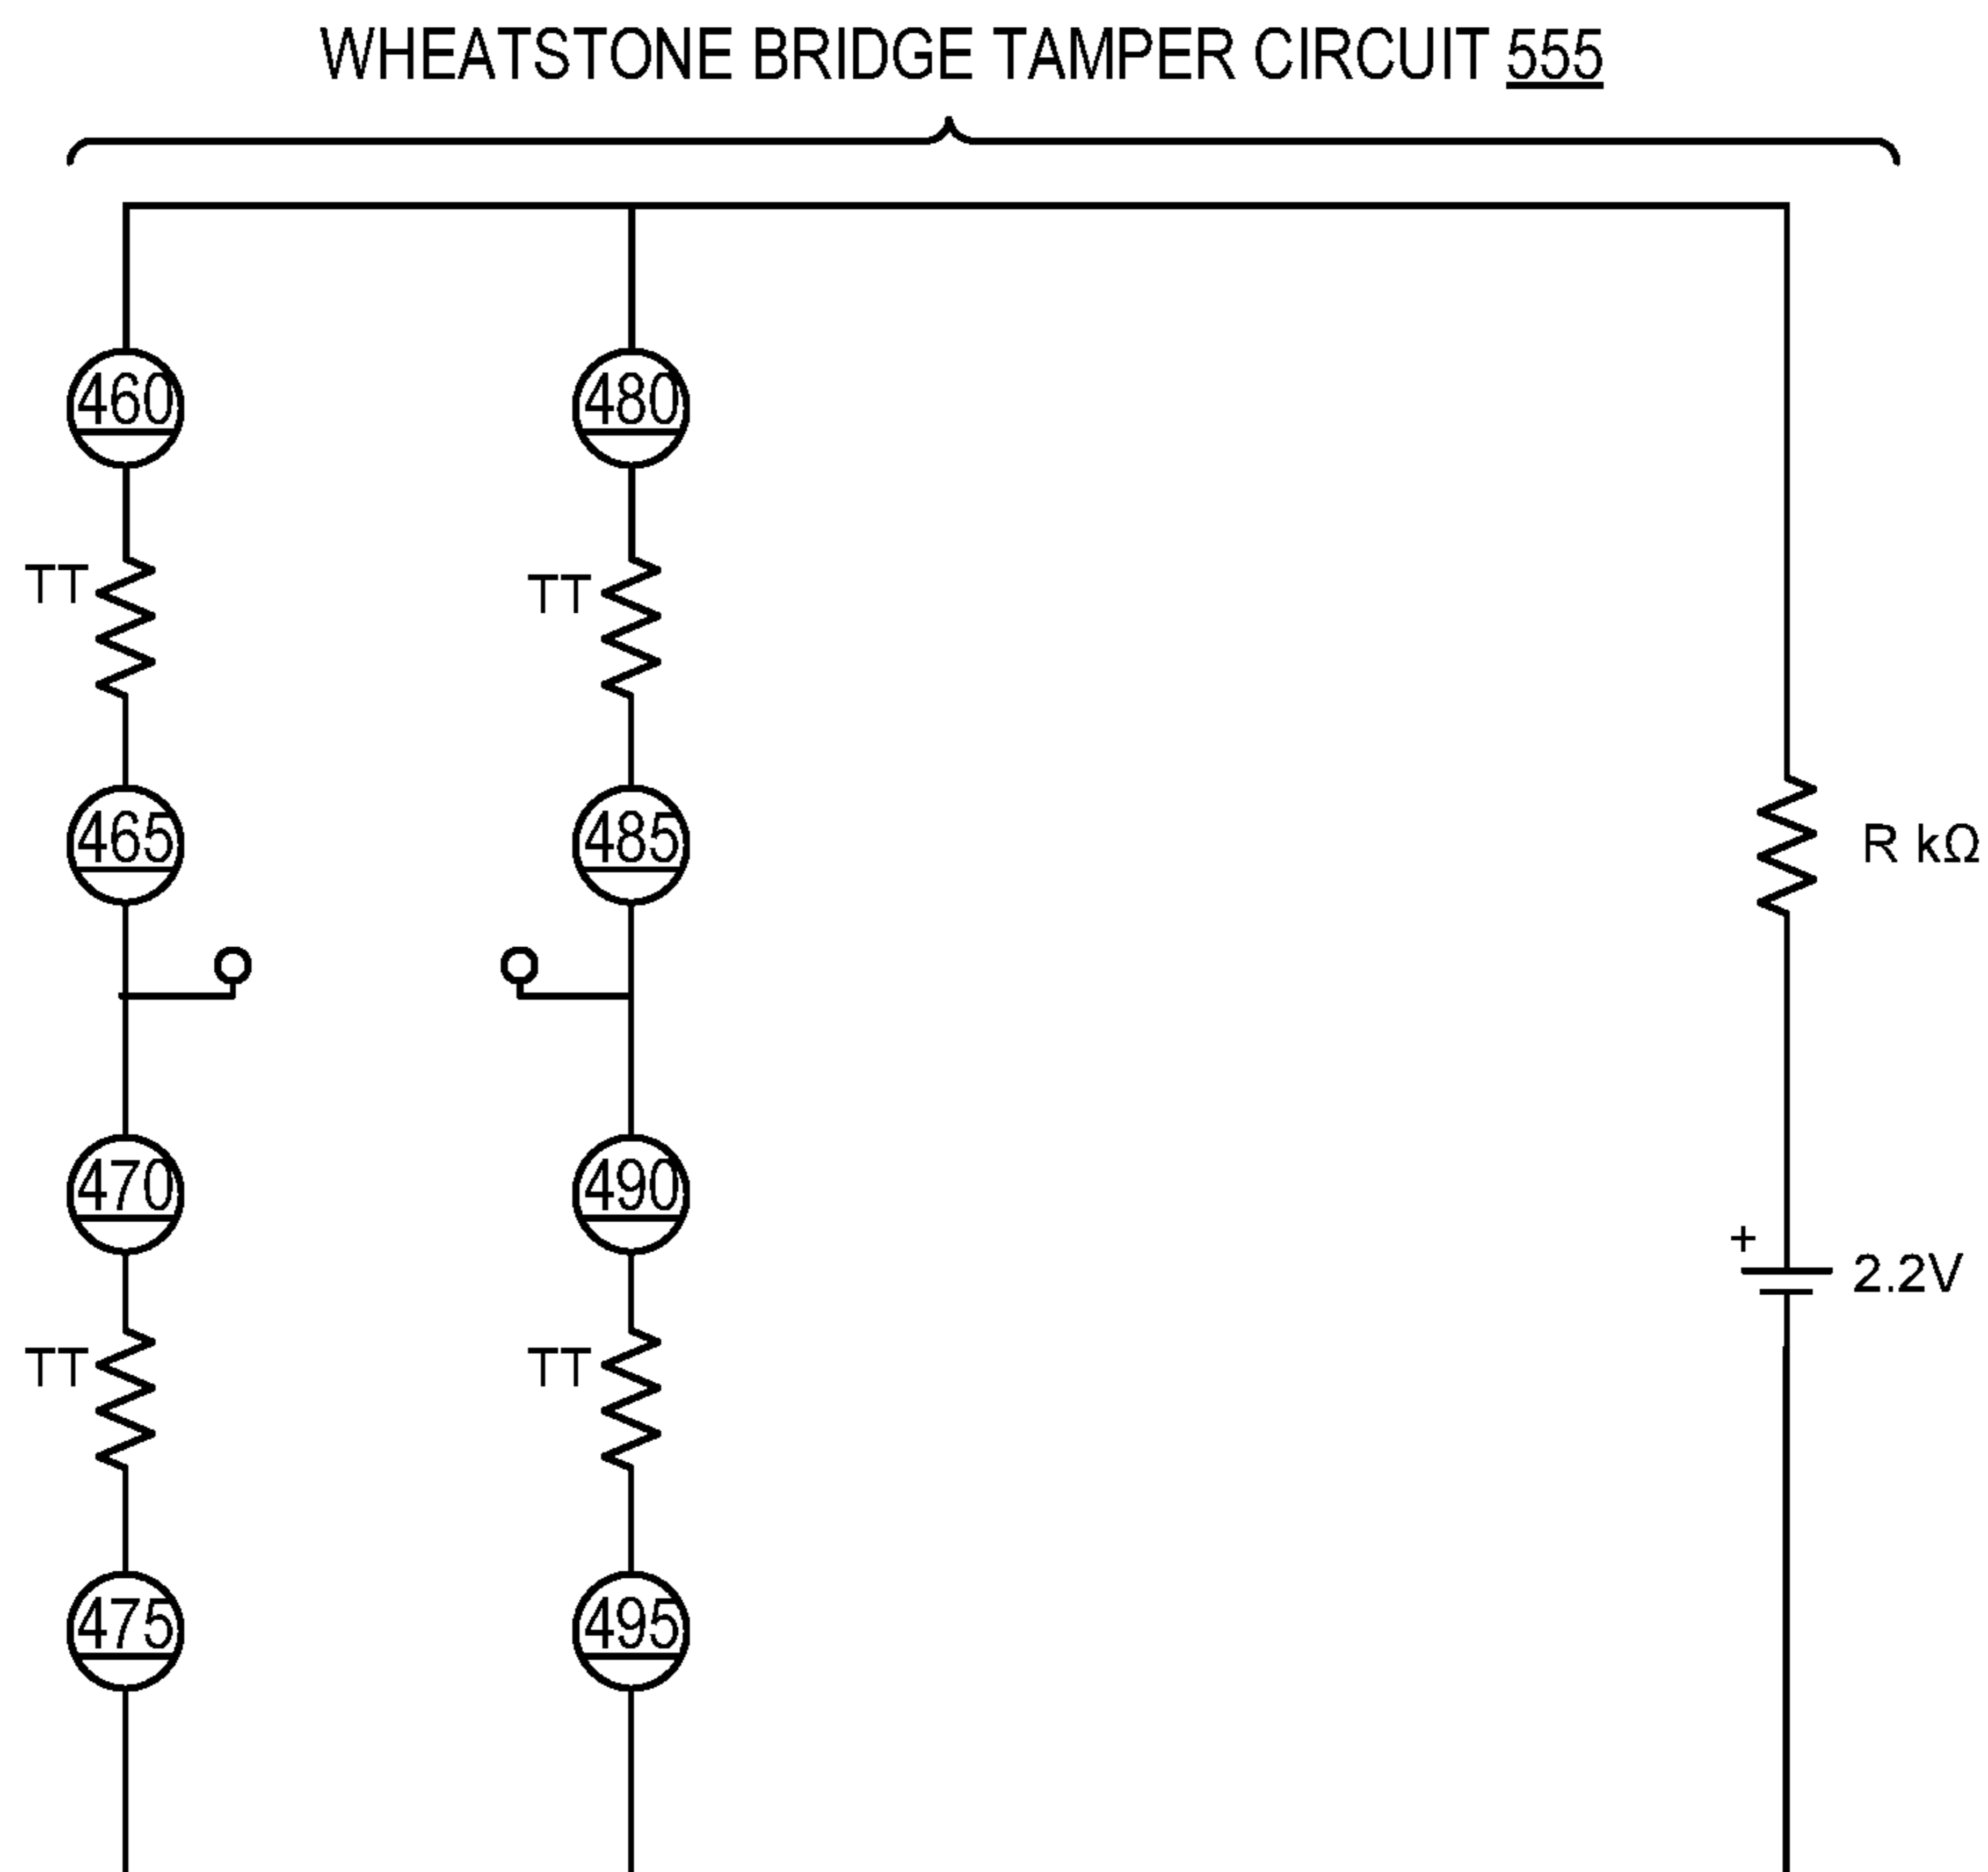 WHEATSTONE BRIDGE TAMPER CIRCUIT 555
460 480
TT TT
465 485
R kΩ
470 490
+
2.2V
TT TT
475 495